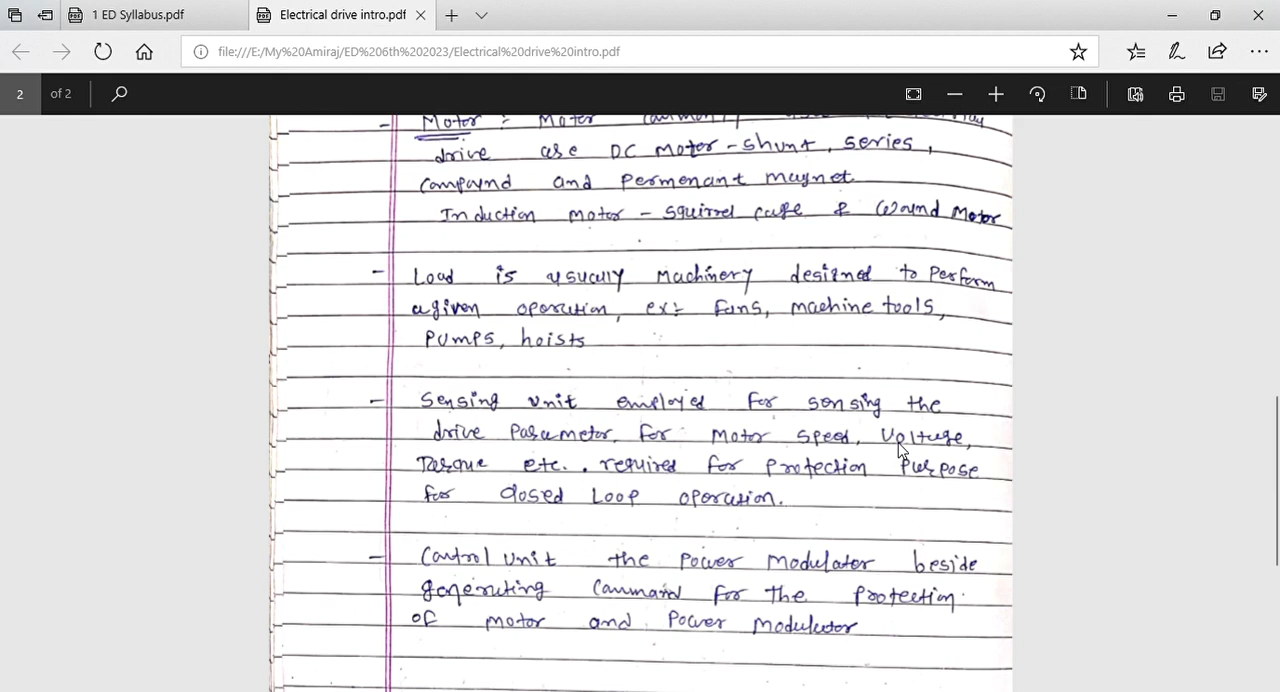 1 ED Syllabus.pdf
Electrical drive intro.pdf
file:///E:/My%20Amiraj/ED%206th%202023/Electrical%20drive%20intro.pdf
2 of 2
- Motor : Motor
drive are DC motor - shunt, series,
compound and permenant magnet
Induction motor - squirrel cage & wound Motor
- Load is usually machinery designed to perform
a given operation, ex:- fans, machine tools,
Pumps, hoists
- Sensing unit employed for sensing the
drive Parameter for motor speed, Voltage,
Torque etc.. required for protection Purpose
for closed Loop operation.
- Control unit the power modulator beside
generating command for the protection
of motor and power modulator